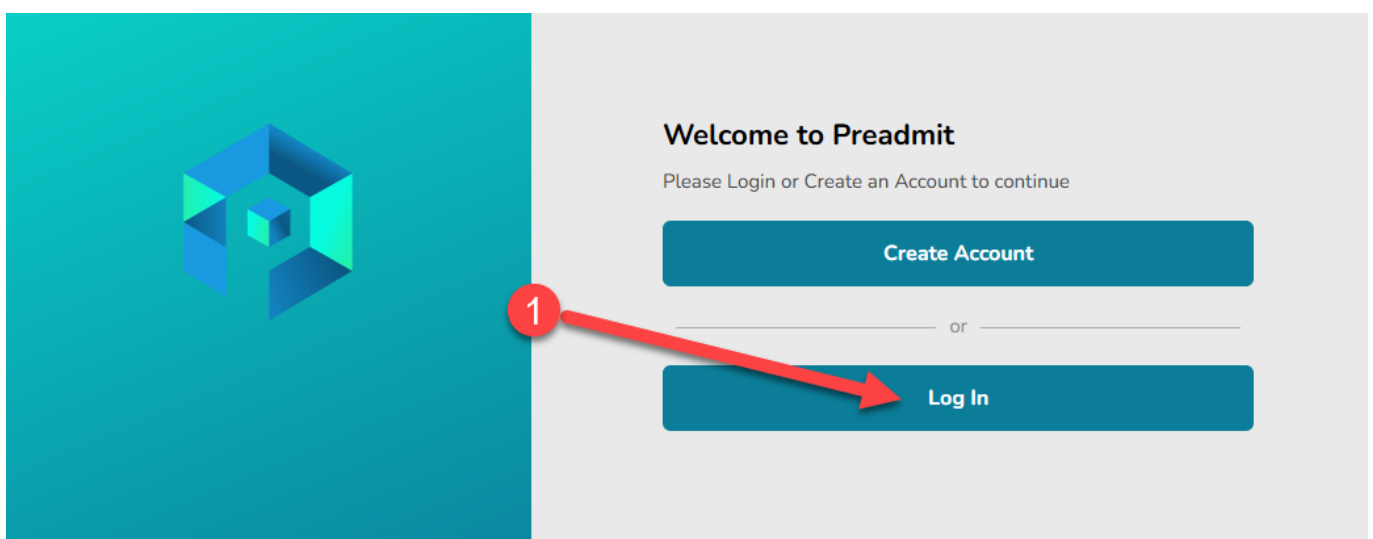 Welcome to Preadmit
Please Login or Create an Account to continue
Create Account
1
or
Log In